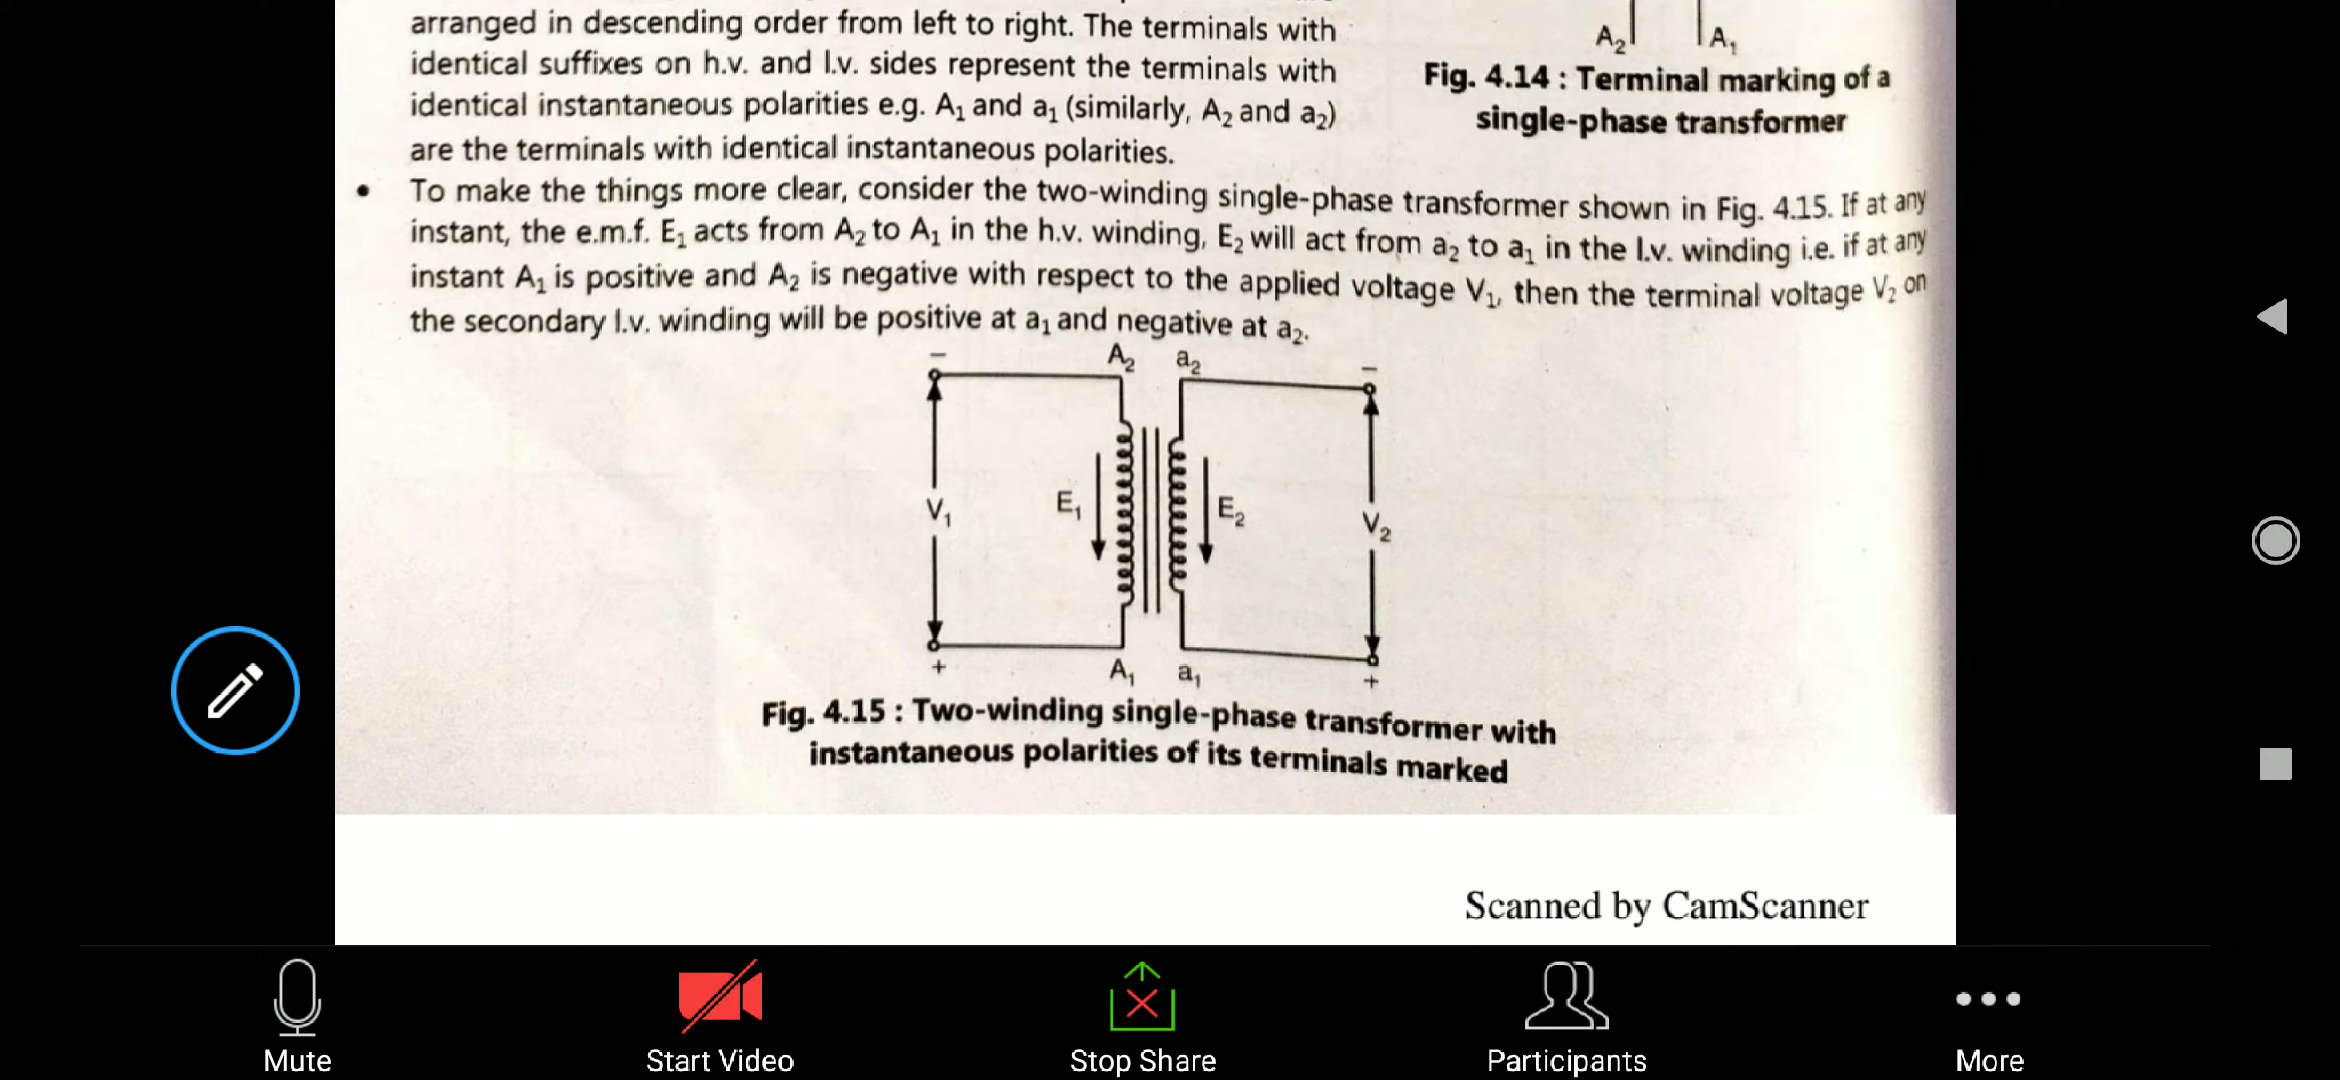 arranged in descending order from left to right. The terminals with
identical suffixes on h.v. and l.v. sides represent the terminals with
identical instantaneous polarities e.g. A₁ and a₁ (similarly, A₂ and a₂)
are the terminals with identical instantaneous polarities.
A₂ A₁
Fig. 4.14 : Terminal marking of a
single-phase transformer
• To make the things more clear, consider the two-winding single-phase transformer shown in Fig. 4.15. If at any
instant, the e.m.f. E₁ acts from A₂ to A₁ in the h.v. winding, E₂ will act from a₂ to a₁ in the l.v. winding i.e. if at any
instant A₁ is positive and A₂ is negative with respect to the applied voltage V₁, then the terminal voltage V₂ on
the secondary l.v. winding will be positive at a₁ and negative at a₂.
− A₂ a₂ −
V₁ E₁ E₂ V₂
+ A₁ a₁ +
Fig. 4.15 : Two-winding single-phase transformer with
instantaneous polarities of its terminals marked
Scanned by CamScanner
Mute Start Video Stop Share Participants More